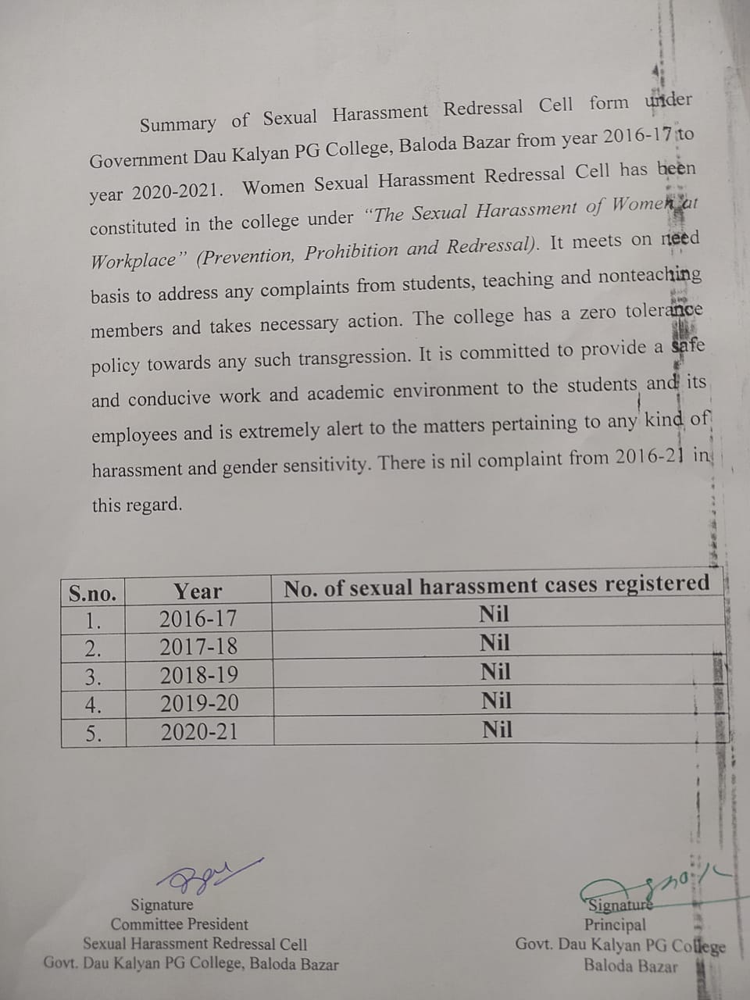 Summary of Sexual Harassment Redressal Cell form under
Government Dau Kalyan PG College, Baloda Bazar from year 2016-17 to
year 2020-2021. Women Sexual Harassment Redressal Cell has been
constituted in the college under “The Sexual Harassment of Women at
Workplace” (Prevention, Prohibition and Redressal). It meets on need
basis to address any complaints from students, teaching and nonteaching
members and takes necessary action. The college has a zero tolerance
policy towards any such transgression. It is committed to provide a safe
and conducive work and academic environment to the students and its
employees and is extremely alert to the matters pertaining to any kind of
harassment and gender sensitivity. There is nil complaint from 2016-21 in
this regard.
S.no. Year No. of sexual harassment cases registered
1. 2016-17 Nil
2. 2017-18 Nil
3. 2018-19 Nil
4. 2019-20 Nil
5. 2020-21 Nil
Signature
Committee President
Sexual Harassment Redressal Cell
Govt. Dau Kalyan PG College, Baloda Bazar
Signature
Principal
Govt. Dau Kalyan PG College
Baloda Bazar